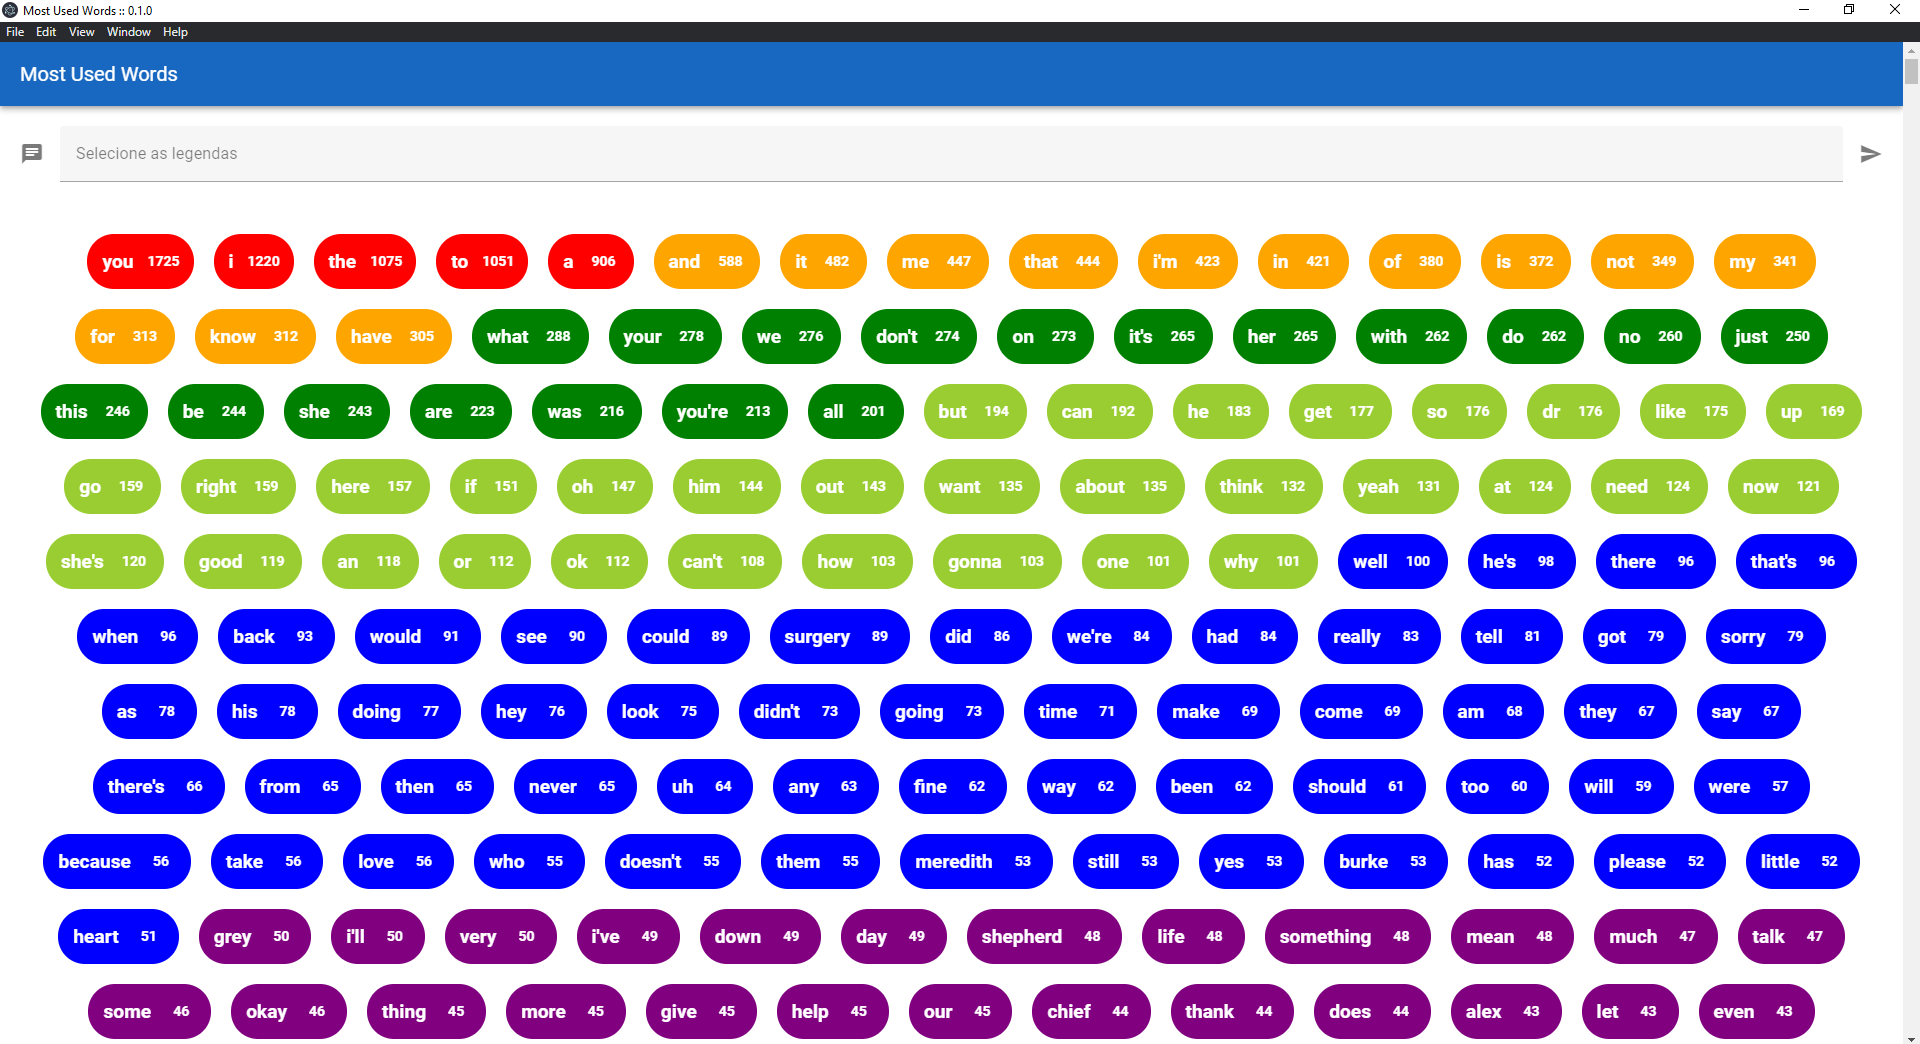 Most Used Words :: 0.1.0
File Edit View Window Help
Most Used Words
Selecione as legendas
you 1725 i 1220 the 1075 to 1051 a 906 and 588 it 482 me 447 that 444 i'm 423 in 421 of 380 is 372 not 349 my 341
for 313 know 312 have 305 what 288 your 278 we 276 don't 274 on 273 it's 265 her 265 with 262 do 262 no 260 just 250
this 246 be 244 she 243 are 223 was 216 you're 213 all 201 but 194 can 192 he 183 get 177 so 176 dr 176 like 175 up 169
go 159 right 159 here 157 if 151 oh 147 him 144 out 143 want 135 about 135 think 132 yeah 131 at 124 need 124 now 121
she's 120 good 119 an 118 or 112 ok 112 can't 108 how 103 gonna 103 one 101 why 101 well 100 he's 98 there 96 that's 96
when 96 back 93 would 91 see 90 could 89 surgery 89 did 86 we're 84 had 84 really 83 tell 81 got 79 sorry 79
as 78 his 78 doing 77 hey 76 look 75 didn't 73 going 73 time 71 make 69 come 69 am 68 they 67 say 67
there's 66 from 65 then 65 never 65 uh 64 any 63 fine 62 way 62 been 62 should 61 too 60 will 59 were 57
because 56 take 56 love 56 who 55 doesn't 55 them 55 meredith 53 still 53 yes 53 burke 53 has 52 please 52 little 52
heart 51 grey 50 i'll 50 very 50 i've 49 down 49 day 49 shepherd 48 life 48 something 48 mean 48 much 47 talk 47
some 46 okay 46 thing 45 more 45 give 45 help 45 our 45 chief 44 thank 44 does 44 alex 43 let 43 even 43